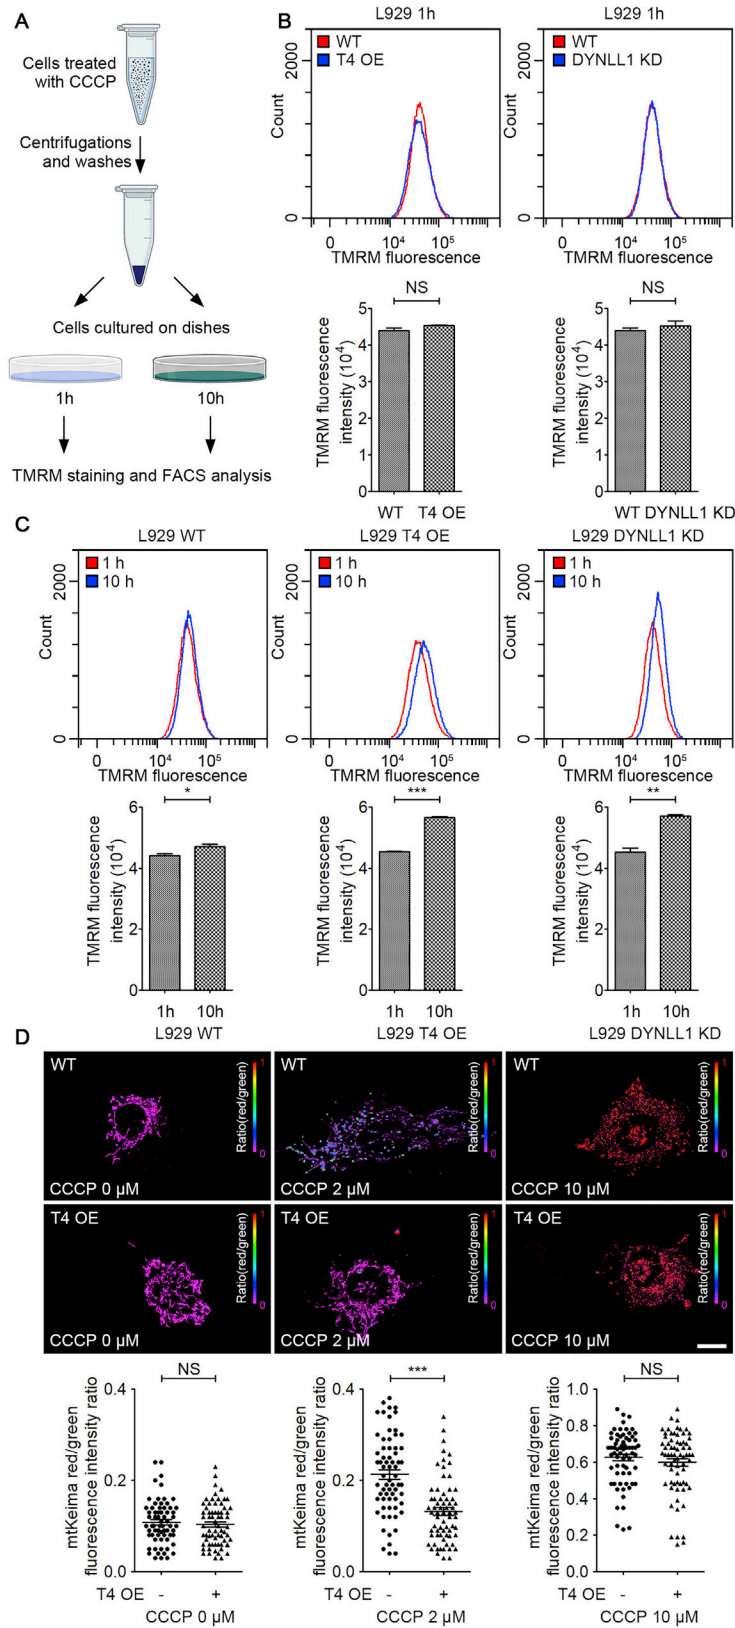 A
Cells treated
with CCCP
Centrifugations
and washes
Cells cultured on dishes
1h
10h
TMRM staining and FACS analysis
B
L929 1h
WT
T4 OE
2000
0
Count
0
10⁴
10⁵
TMRM fluorescence
L929 1h
WT
DYNLL1 KD
2000
0
Count
0
10⁴
10⁵
TMRM fluorescence
NS
5
4
3
2
1
0
TMRM fluorescence
intensity (10⁴)
WT
T4 OE
NS
5
4
3
2
1
0
TMRM fluorescence
intensity (10⁴)
WT
DYNLL1 KD
C
L929 WT
1 h
10 h
2000
0
Count
0
10⁴
10⁵
TMRM fluorescence
L929 T4 OE
1 h
10 h
2000
0
Count
0
10⁴
10⁵
TMRM fluorescence
L929 DYNLL1 KD
1 h
10 h
2000
0
Count
0
10⁴
10⁵
TMRM fluorescence
*
6
4
2
0
TMRM fluorescence
intensity (10⁴)
1h
10h
L929 WT
***
6
4
2
0
TMRM fluorescence
intensity (10⁴)
1h
10h
L929 T4 OE
**
6
4
2
0
TMRM fluorescence
intensity (10⁴)
1h
10h
L929 DYNLL1 KD
D
WT
CCCP 0 μM
Ratio(red/green)
1
0
WT
CCCP 2 μM
Ratio(red/green)
1
0
WT
CCCP 10 μM
Ratio(red/green)
1
0
T4 OE
CCCP 0 μM
Ratio(red/green)
1
0
T4 OE
CCCP 2 μM
Ratio(red/green)
1
0
T4 OE
CCCP 10 μM
Ratio(red/green)
1
0
NS
0.4
0.2
0.0
mtKeima red/green
fluorescence intensity ratio
T4 OE - +
CCCP 0 μM
***
0.4
0.2
0.0
mtKeima red/green
fluorescence intensity ratio
T4 OE - +
CCCP 2 μM
NS
1.0
0.8
0.6
0.4
0.2
0.0
mtKeima red/green
fluorescence intensity ratio
T4 OE - +
CCCP 10 μM